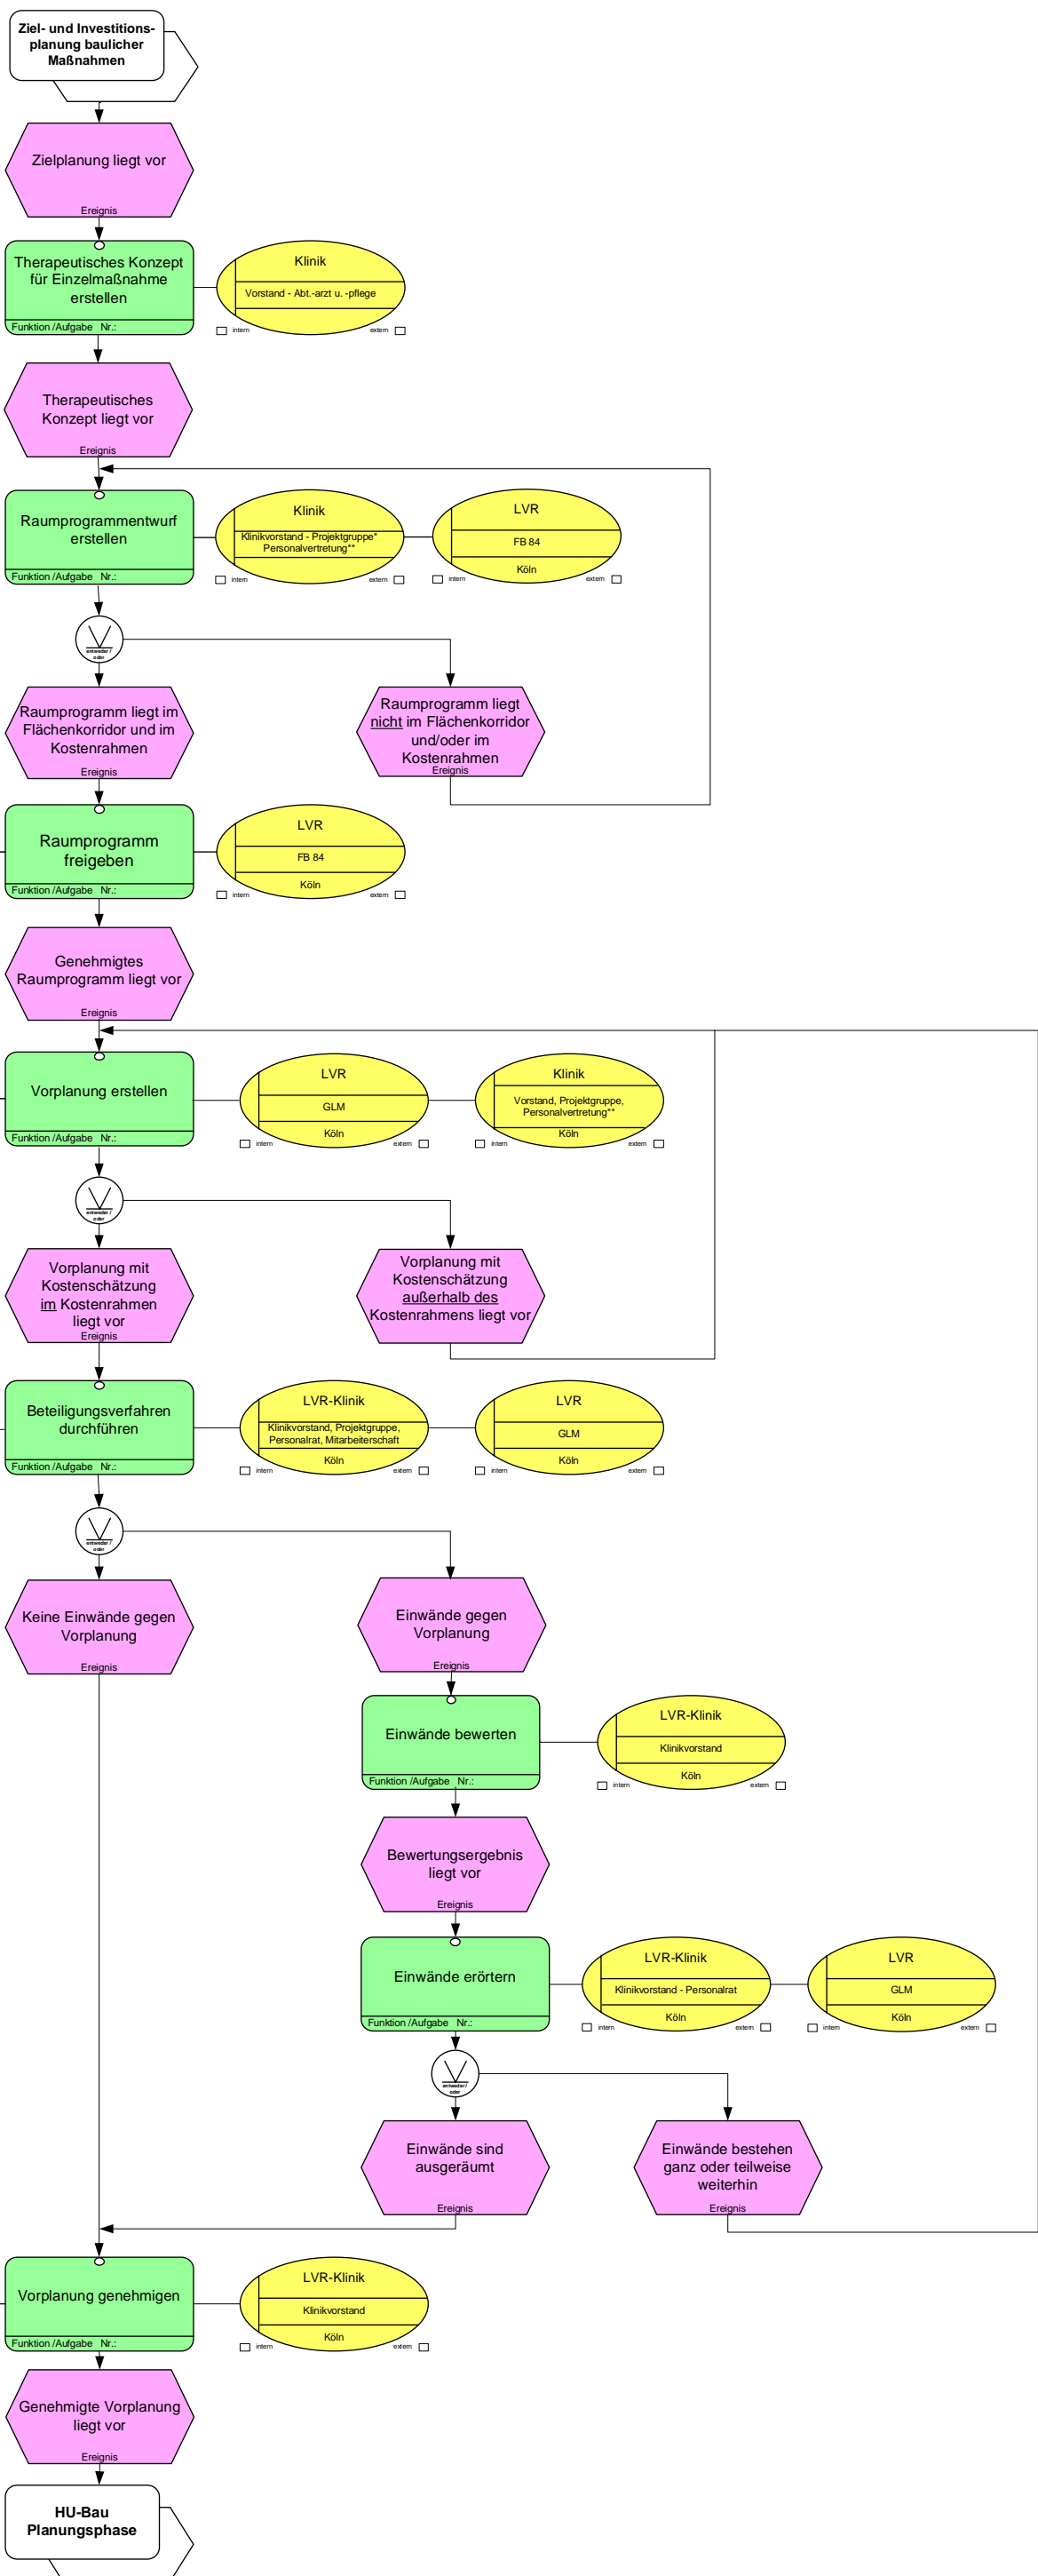 Ziel- und Investitions-
planung baulicher
Maßnahmen
Zielplanung liegt vor
Ereignis
Therapeutisches Konzept
für Einzelmaßnahme
erstellen
Funktion /Aufgabe Nr.:
Klinik
Vorstand - Abt.-arzt u. -pflege
intern
extern
Therapeutisches
Konzept liegt vor
Ereignis
Raumprogrammentwurf
erstellen
Funktion /Aufgabe Nr.:
Klinik
Klinikvorstand - Projektgruppe*
Personalvertretung**
intern
extern
LVR
FB 84
Köln
intern
extern
entweder /
oder
Raumprogramm liegt im
Flächenkorridor und im
Kostenrahmen
Ereignis
Raumprogramm liegt
nicht im Flächenkorridor
und/oder im
Kostenrahmen
Ereignis
Raumprogramm
freigeben
Funktion /Aufgabe Nr.:
LVR
FB 84
Köln
intern
extern
Genehmigtes
Raumprogramm liegt vor
Ereignis
Vorplanung erstellen
Funktion /Aufgabe Nr.:
LVR
GLM
Köln
intern
extern
Klinik
Vorstand, Projektgruppe,
Personalvertretung**
Köln
intern
extern
entweder /
oder
Vorplanung mit
Kostenschätzung
im Kostenrahmen
liegt vor
Ereignis
Vorplanung mit
Kostenschätzung
außerhalb des
Kostenrahmens liegt vor
Beteiligungsverfahren
durchführen
Funktion /Aufgabe Nr.:
LVR-Klinik
Klinikvorstand, Projektgruppe,
Personalrat, Mitarbeiterschaft
Köln
intern
extern
LVR
GLM
Köln
intern
extern
entweder /
oder
Keine Einwände gegen
Vorplanung
Ereignis
Einwände gegen
Vorplanung
Ereignis
Einwände bewerten
Funktion /Aufgabe Nr.:
LVR-Klinik
Klinikvorstand
Köln
intern
extern
Bewertungsergebnis
liegt vor
Ereignis
Einwände erörtern
Funktion /Aufgabe Nr.:
LVR-Klinik
Klinikvorstand - Personalrat
Köln
intern
extern
LVR
GLM
Köln
intern
extern
entweder /
oder
Einwände sind
ausgeräumt
Ereignis
Einwände bestehen
ganz oder teilweise
weiterhin
Ereignis
Vorplanung genehmigen
Funktion /Aufgabe Nr.:
LVR-Klinik
Klinikvorstand
Köln
intern
extern
Genehmigte Vorplanung
liegt vor
Ereignis
HU-Bau
Planungsphase